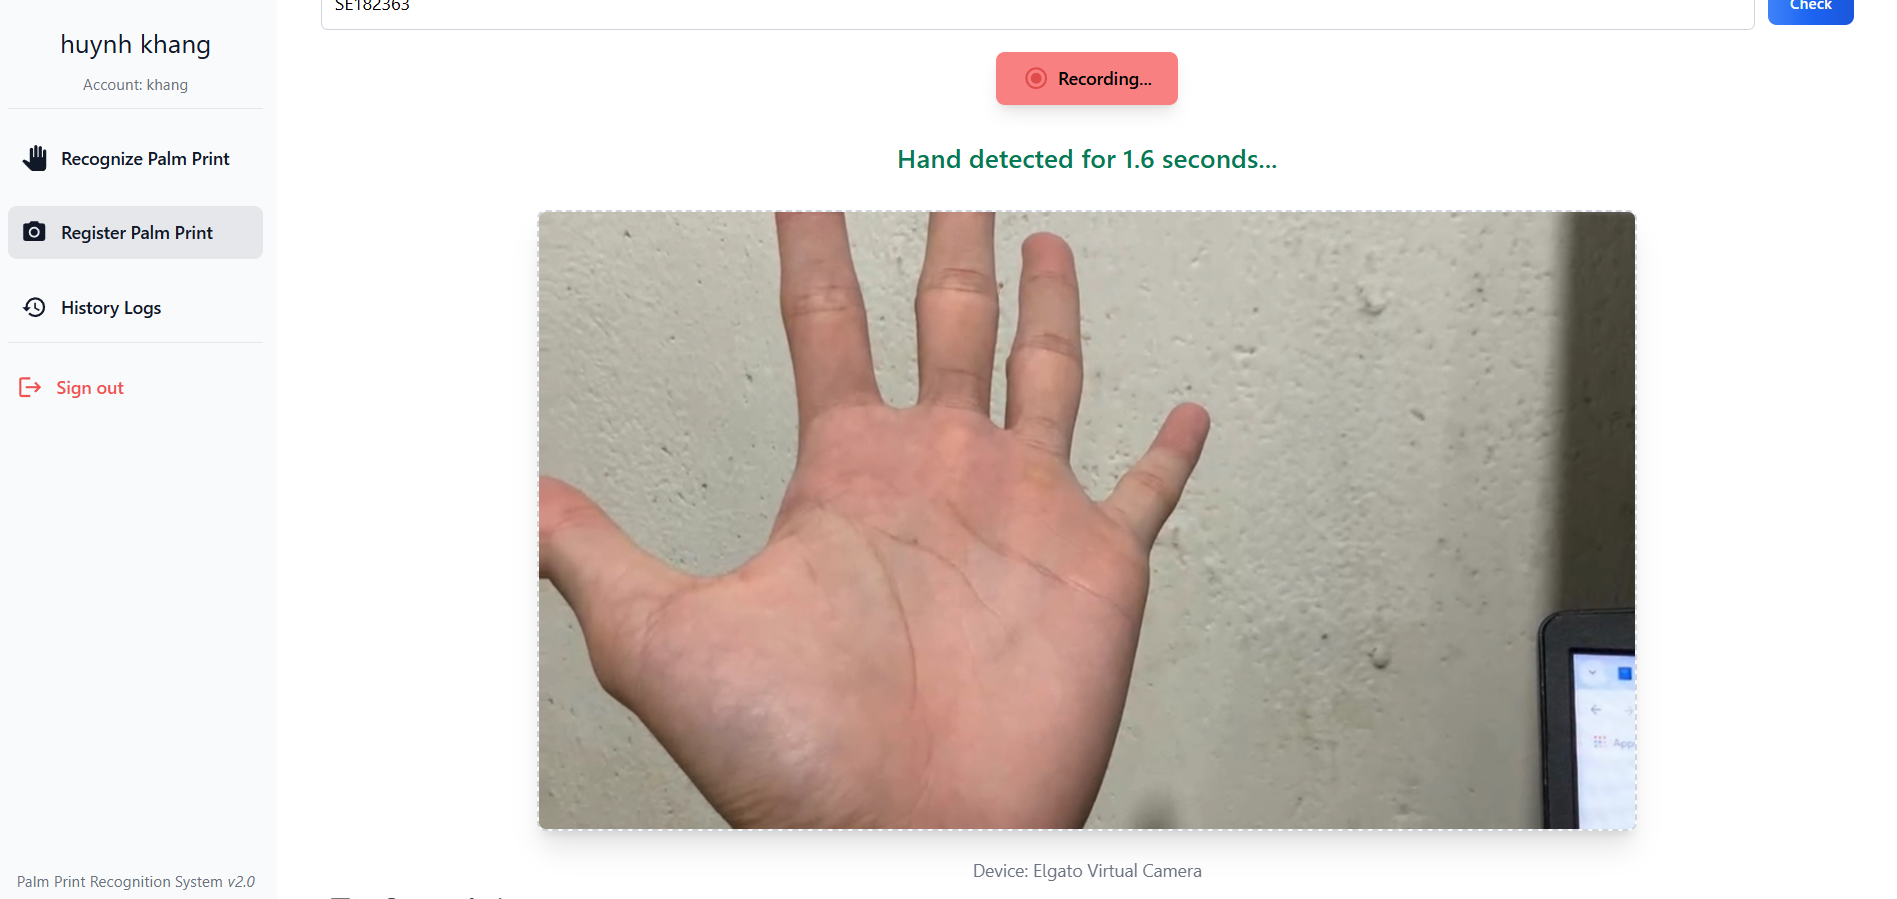 huynh khang
Account: khang
Recognize Palm Print
Register Palm Print
History Logs
Sign out
Palm Print Recognition System v2.0
SE182363
Check
Recording...
Hand detected for 1.6 seconds...
App
Device: Elgato Virtual Camera